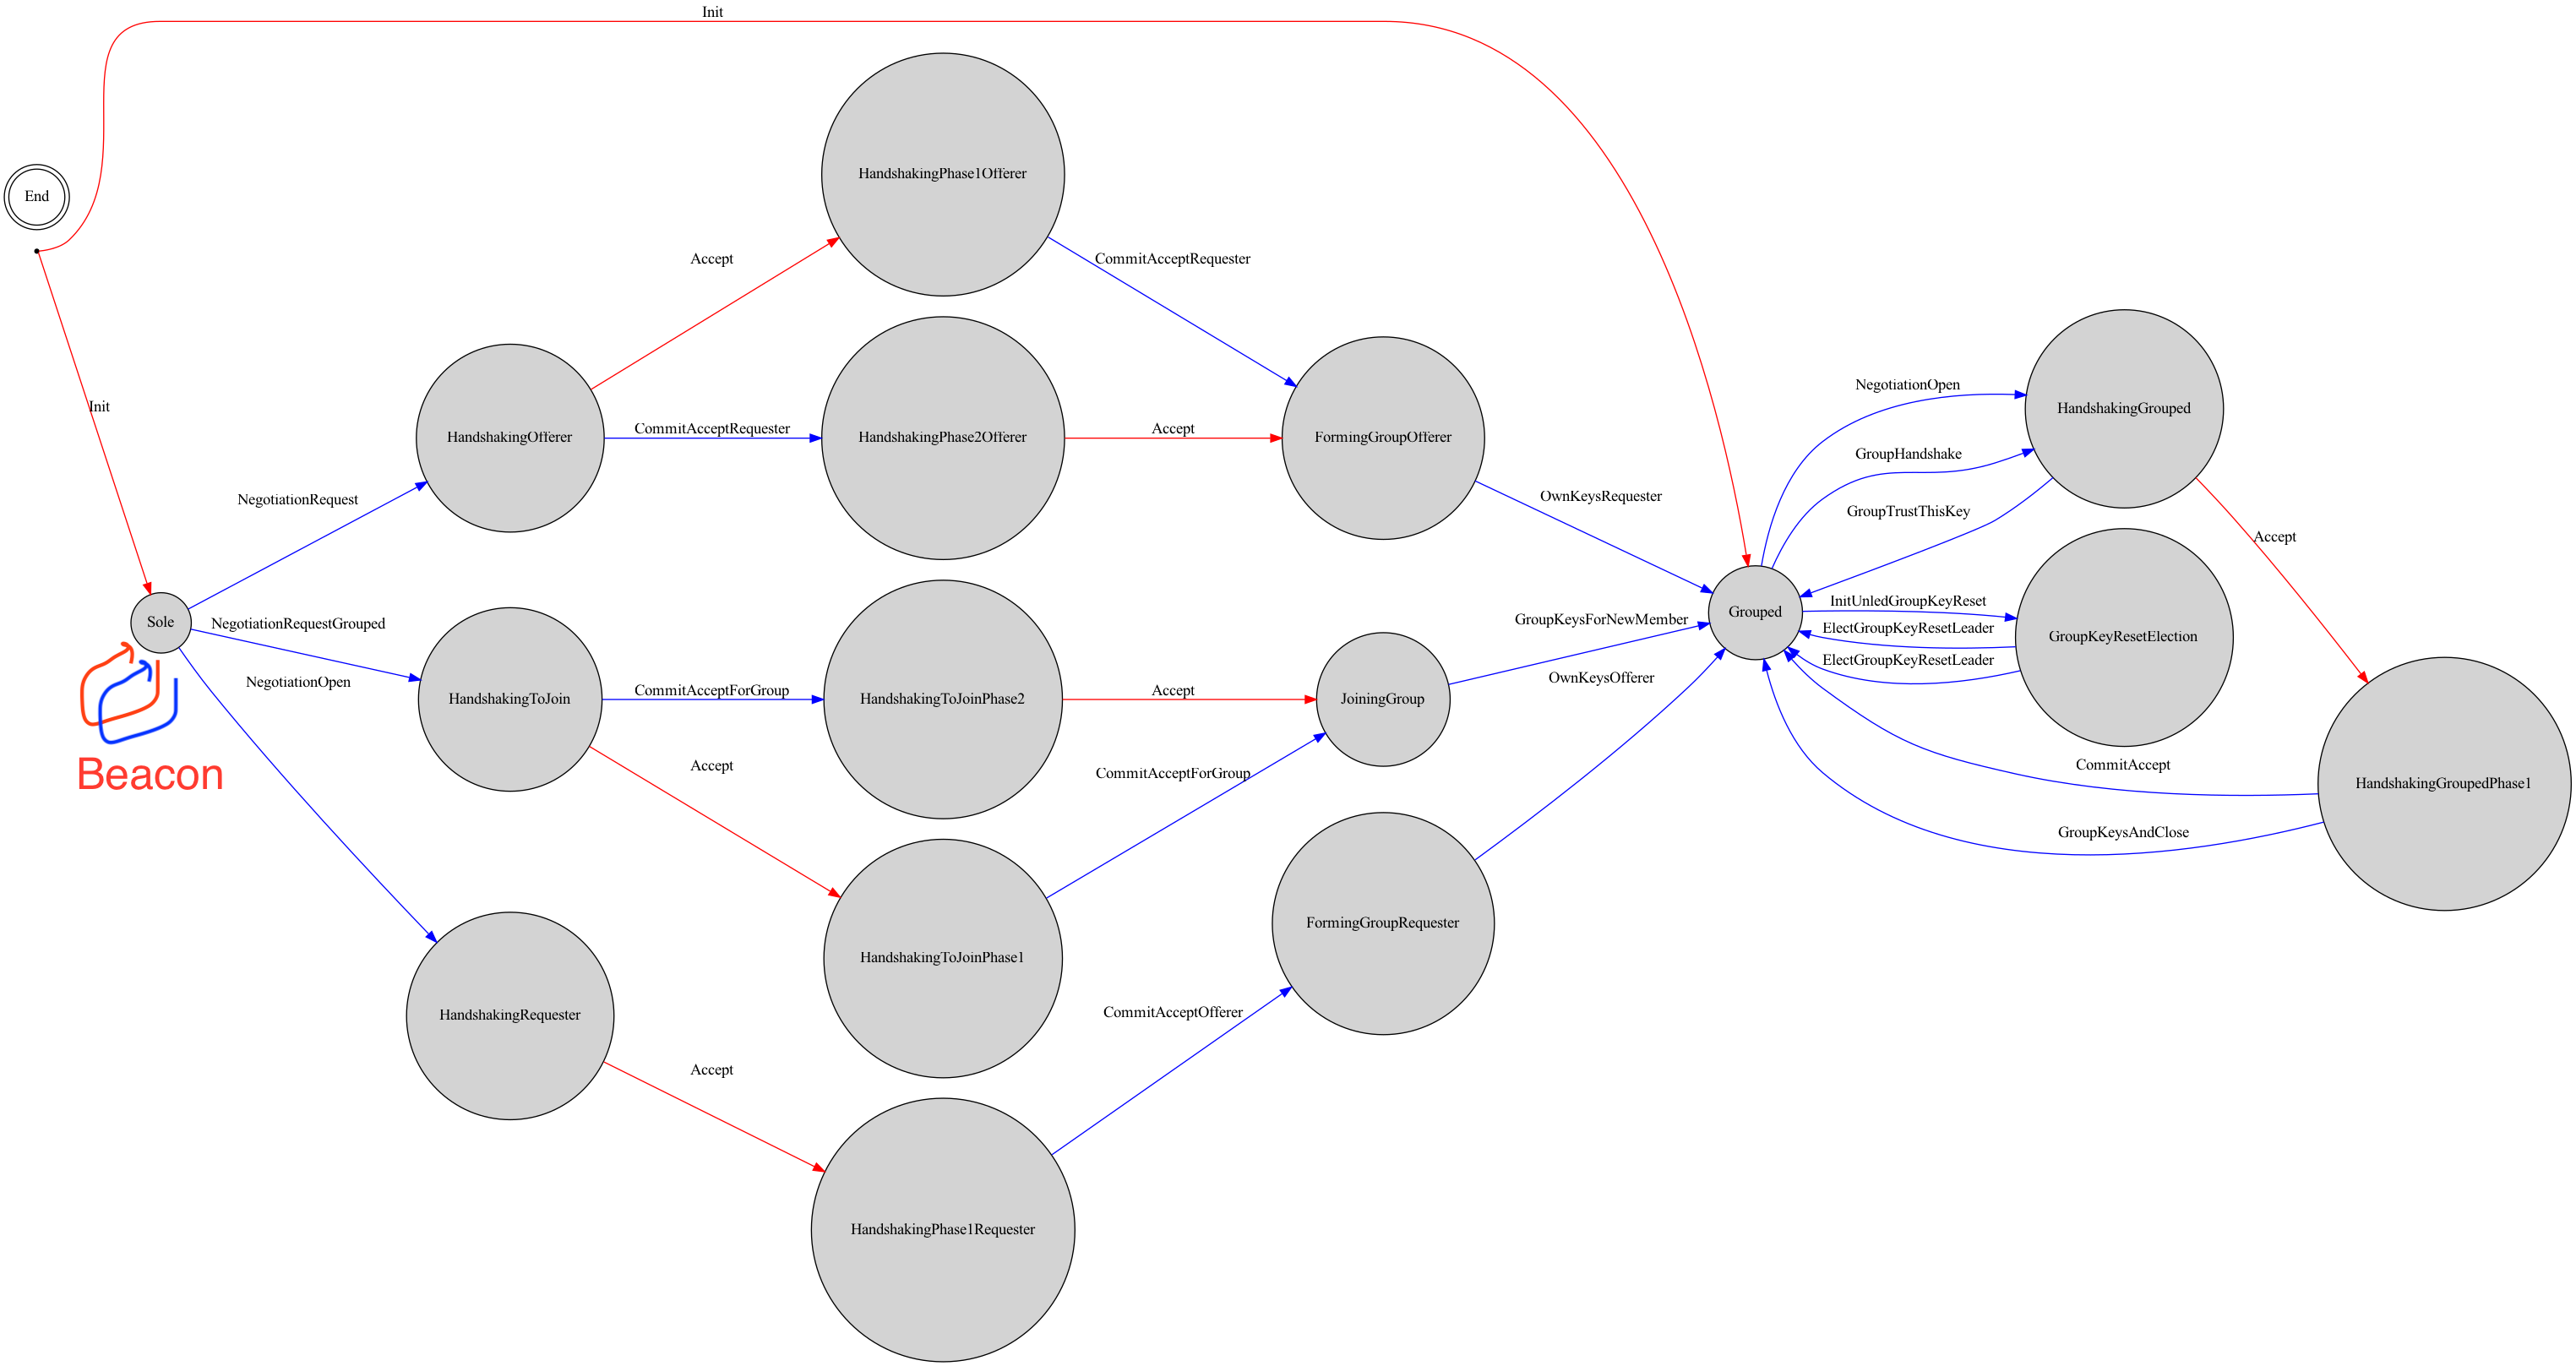 Init
End
Init
HandshakingPhase1Offerer
Accept
CommitAcceptRequester
HandshakingOfferer
CommitAcceptRequester
HandshakingPhase2Offerer
Accept
FormingGroupOfferer
NegotiationRequest
OwnKeysRequester
Sole
NegotiationRequestGrouped
NegotiationOpen
Beacon
HandshakingToJoin
CommitAcceptForGroup
HandshakingToJoinPhase2
Accept
JoiningGroup
GroupKeysForNewMember
OwnKeysOfferer
Accept
CommitAcceptForGroup
HandshakingToJoinPhase1
FormingGroupRequester
HandshakingRequester
CommitAcceptOfferer
Accept
HandshakingPhase1Requester
Grouped
NegotiationOpen
GroupHandshake
GroupTrustThisKey
HandshakingGrouped
Accept
InitUnledGroupKeyReset
ElectGroupKeyResetLeader
ElectGroupKeyResetLeader
GroupKeyResetElection
CommitAccept
GroupKeysAndClose
HandshakingGroupedPhase1